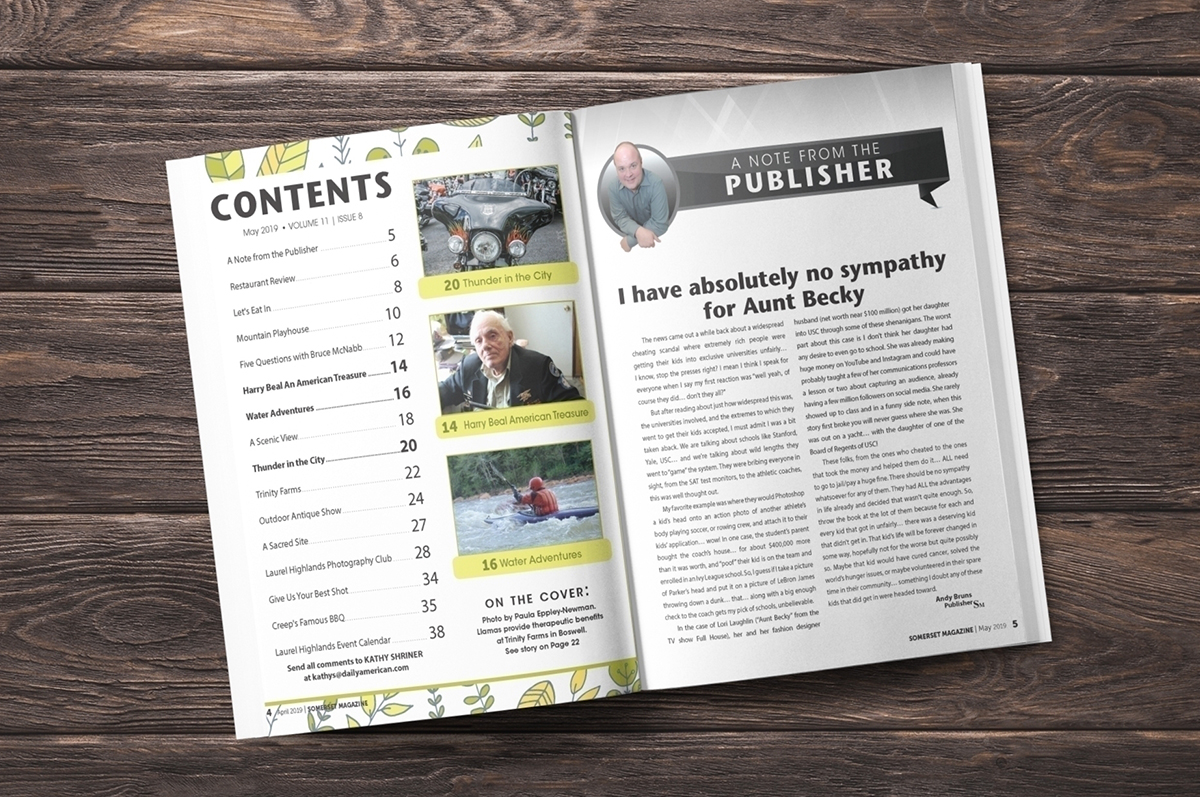 CONTENTS
May 2019 • VOLUME 11 | ISSUE 8
A Note from the Publisher 5
Restaurant Review 6
Let's Eat In 8
Mountain Playhouse 10
Five Questions with Bruce McNabb 12
Harry Beal An American Treasure 14
Water Adventures 16
A Scenic View 18
Thunder in the City 20
Trinity Farms 22
Outdoor Antique Show 24
A Sacred Site 27
Laurel Highlands Photography Club 28
Give Us Your Best Shot 34
Creep's Famous BBQ 35
Laurel Highlands Event Calendar 38
Send all comments to KATHY SHRINER
at kathys@dailyamerican.com
4 April 2019 | SOMERSET MAGAZINE
20 Thunder in the City
14 Harry Beal American Treasure
16 Water Adventures
ON THE COVER:
Photo by Paula Eppley-Newman.
Llamas provide therapeutic benefits
at Trinity Farms in Boswell.
See story on Page 22
A NOTE FROM THE
PUBLISHER
I have absolutely no sympathy
for Aunt Becky
The news came out a while back about a widespread
cheating scandal where extremely rich people were
getting their kids into exclusive universities unfairly...
I know, stop the presses right? I mean I think I speak for
everyone when I say my first reaction was "well yeah, of
course they did... don't they all?"
But after reading about just how widespread this was,
the universities involved, and the extremes to which they
went to get their kids accepted, I must admit I was a bit
taken aback. We are talking about schools like Stanford,
Yale, USC... and we're talking about wild lengths they
went to "game" the system. They were bribing everyone in
sight, from the SAT test monitors, to the athletic coaches,
this was well thought out.
My favorite example was where they would Photoshop
a kid's head onto an action photo of another athlete's
body playing soccer, or rowing crew, and attach it to their
kids' application... wow! In one case, the student's parent
bought the coach's house... for about $400,000 more
than it was worth, and "poof" their kid is on the team and
enrolled in an Ivy League school. So, I guess if I take a picture
of Parker's head and put it on a picture of LeBron James
throwing down a dunk... that... along with a big enough
check to the coach gets my pick of schools, unbelievable.
In the case of Lori Laughlin ("Aunt Becky" from the
TV show Full House), her and her fashion designer
husband (net worth near $100 million) got her daughter
into USC through some of these shenanigans. The worst
part about this case is I don't think her daughter had
any desire to even go to school. She was already making
huge money on YouTube and Instagram and could have
probably taught a few of her communications professors
a lesson or two about capturing an audience, already
having a few million followers on social media. She rarely
showed up to class and in a funny side note, when this
story first broke you will never guess where she was. She
was out on a yacht... with the daughter of one of the
Board of Regents of USC!
These folks, from the ones who cheated to the ones
that took the money and helped them do it.... ALL need
to go to jail/pay a huge fine. There should be no sympathy
whatsoever for any of them. They had ALL the advantages
in life already and decided that wasn't quite enough. So,
throw the book at the lot of them because for each and
every kid that got in unfairly... there was a deserving kid
that didn't get in. That kid's life will be forever changed in
some way, hopefully not for the worse but quite possibly
so. Maybe that kid would have cured cancer, solved the
world's hunger issues, or maybe volunteered in their spare
time in their community... something I doubt any of these
kids that did get in were headed toward.
Andy Bruns
Publisher SM
SOMERSET MAGAZINE | May 2019 5